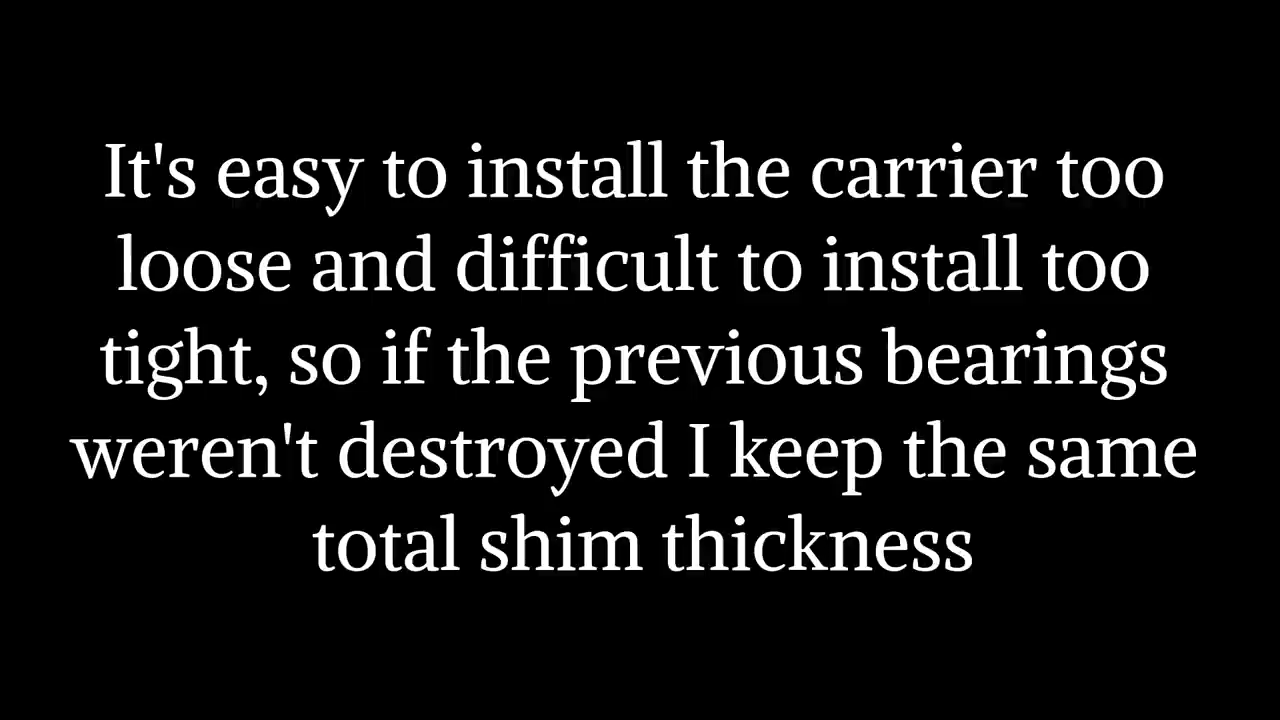 It's easy to install the carrier too
loose and difficult to install too
tight, so if the previous bearings
weren't destroyed I keep the same
total shim thickness